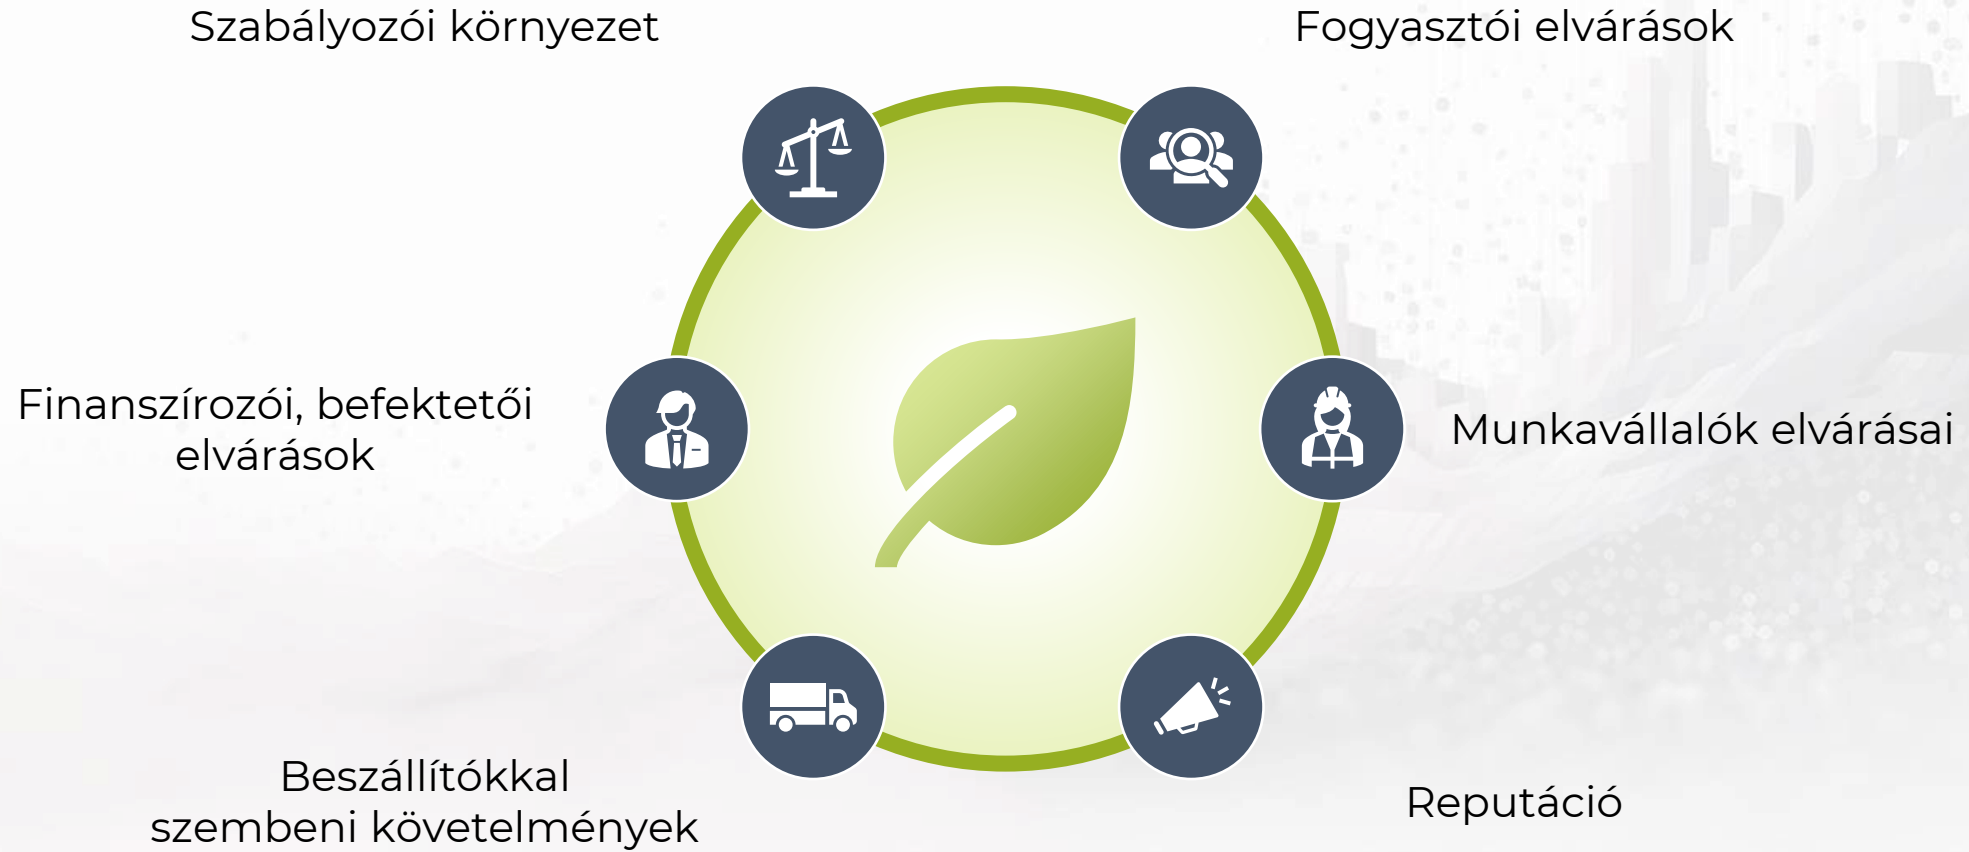 Szabályozói környezet
Fogyasztói elvárások
Finanszírozói, befektetői
elvárások
Munkavállalók elvárásai
Beszállítókkal
szembeni követelmények
Reputáció